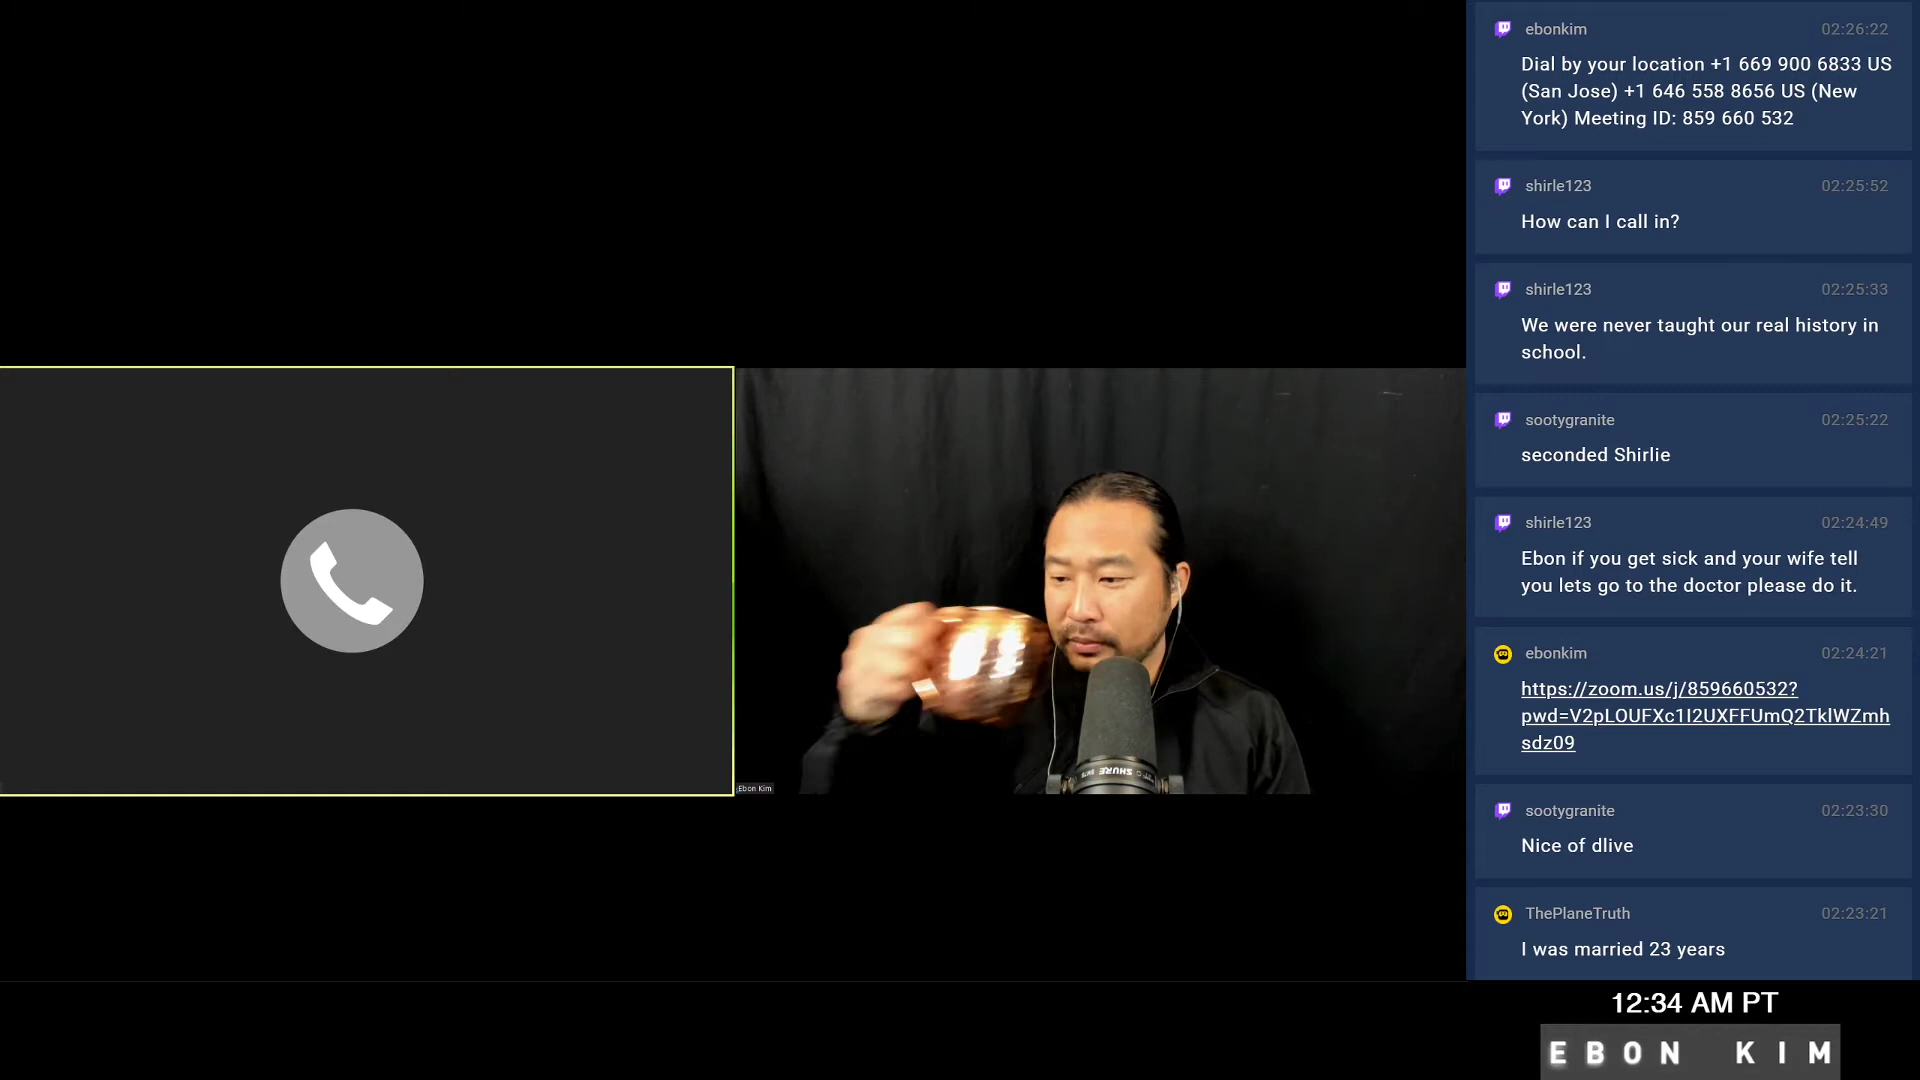 ebonkim 02:26:22
Dial by your location +1 669 900 6833 US
(San Jose) +1 646 558 8656 US (New
York) Meeting ID: 859 660 532
shirle123 02:25:52
How can I call in?
shirle123 02:25:33
We were never taught our real history in
school.
sootygranite 02:25:22
seconded Shirlie
shirle123 02:24:49
Ebon if you get sick and your wife tell
you lets go to the doctor please do it.
ebonkim 02:24:21
https://zoom.us/j/859660532?
pwd=V2pLOUFXc1I2UXFFUmQ2TklWZmh
sdz09
sootygranite 02:23:30
Nice of dlive
ThePlaneTruth 02:23:21
I was married 23 years
Ebon Kim
SHURE
12:34 AM PT
EBON KIM